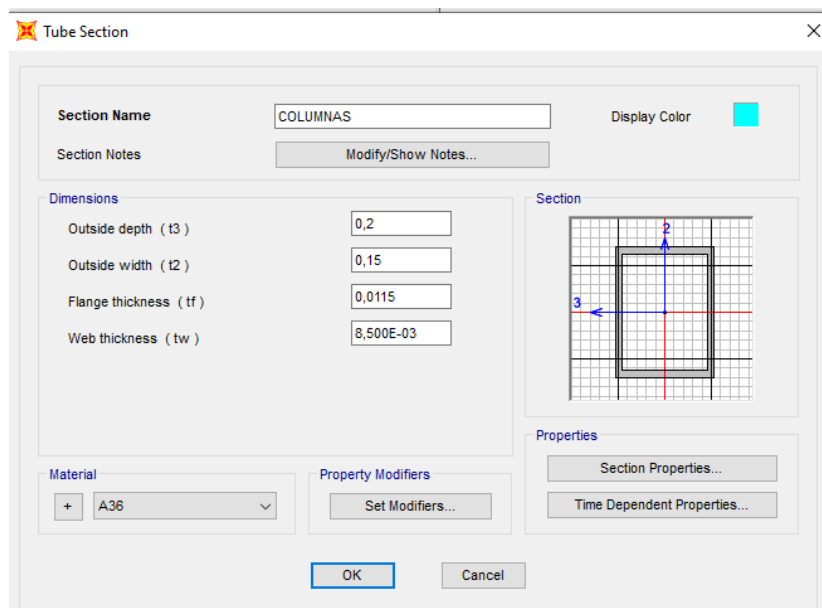 Tube Section
Section Name
COLUMNAS
Display Color
Section Notes
Modify/Show Notes...
Dimensions
Outside depth ( t3 )
0,2
Outside width ( t2 )
0,15
Flange thickness ( tf )
0,0115
Web thickness ( tw )
8,500E-03
Section
2
3
Properties
Section Properties...
Time Dependent Properties...
Material
+
A36
Property Modifiers
Set Modifiers...
OK
Cancel